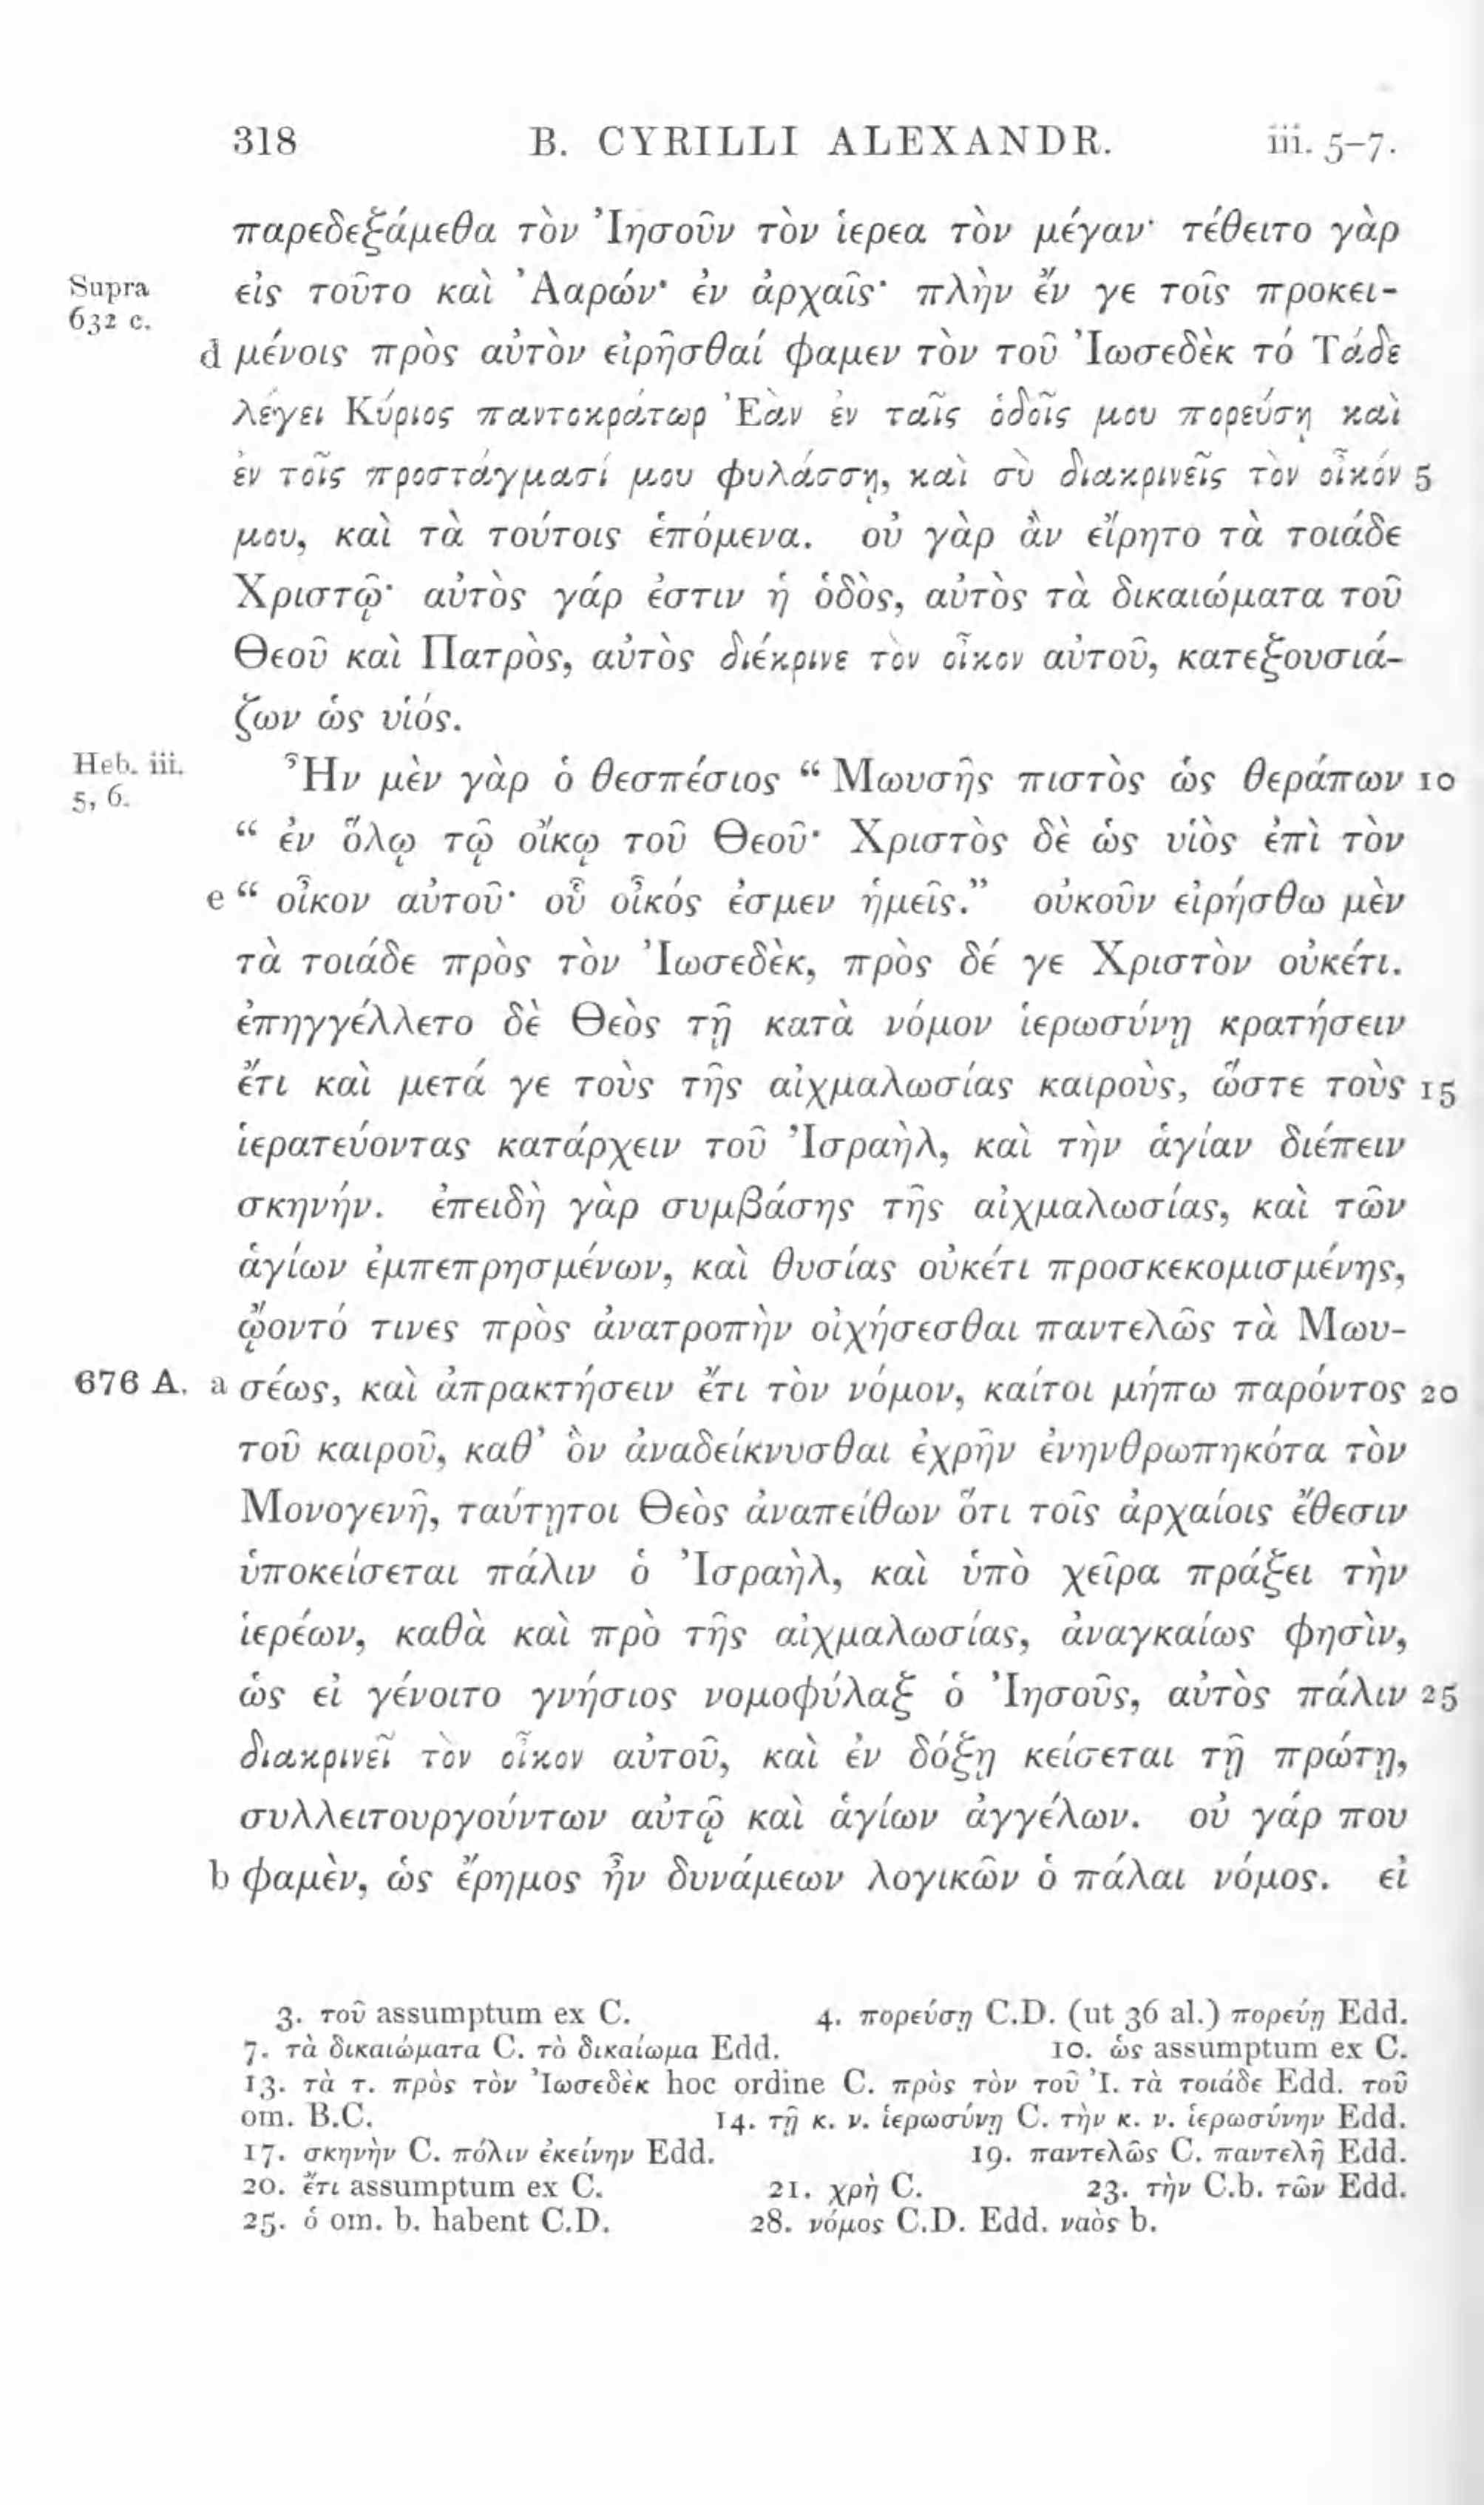 318 B. CYRILLI ALEXANDR. iii. 5-7.
παρεδεξάμεθα τὸν Ἰησοῦν τὸν ἱερεα τὸν μέγαν· τέθειτο γὰρ
Supra εἰς τοῦτο καὶ Ἀαρών· ἐν ἀρχαῖς· πλὴν ἔν γε τοῖς προκει-
632 c.
d μένοις πρὸς αὐτὸν εἰρῆσθαί φαμεν τὸν τοῦ Ἰωσεδὲκ τό Τάδε
λέγει Κύριος παντοκράτωρ Ἐὰν ἐν ταῖς ὁδοῖς μου πορεύσῃ καὶ
ἐν τοῖς προστάγμασί μου φυλάσσῃ, καὶ σὺ διακρινεῖς τὸν οἶκόν 5
μου, καὶ τὰ τούτοις ἑπόμενα. οὐ γὰρ ἂν εἴρητο τὰ τοιάδε
Χριστῷ· αὐτὸς γάρ ἐστιν ἡ ὁδὸς, αὐτὸς τὰ δικαιώματα τοῦ
Θεοῦ καὶ Πατρὸς, αὐτὸς διέκρινε τὸν οἶκον αὐτοῦ, κατεξουσιά-
ζων ὡς υἱός.
Heb. iii. Ἦν μὲν γὰρ ὁ θεσπέσιος “ Μωυσῆς πιστὸς ὡς θεράπων 10
5, 6.
“ ἐν ὅλῳ τῷ οἴκῳ τοῦ Θεοῦ· Χριστὸς δὲ ὡς υἱὸς ἐπὶ τὸν
e “ οἶκον αὐτοῦ· οὗ οἶκός ἐσμεν ἡμεῖς.” οὐκοῦν εἰρήσθω μὲν
τὰ τοιάδε πρὸς τὸν Ἰωσεδὲκ, πρὸς δέ γε Χριστὸν οὐκέτι.
ἐπηγγέλλετο δὲ Θεὸς τῇ κατὰ νόμον ἱερωσύνῃ κρατήσειν
ἔτι καὶ μετά γε τοὺς τῆς αἰχμαλωσίας καιροὺς, ὥστε τοὺς 15
ἱερατεύοντας κατάρχειν τοῦ Ἰσραὴλ, καὶ τὴν ἁγίαν διέπειν
σκηνήν. ἐπειδὴ γὰρ συμβάσης τῆς αἰχμαλωσίας, καὶ τῶν
ἁγίων ἐμπεπρησμένων, καὶ θυσίας οὐκέτι προσκεκομισμένης,
ᾤοντό τινες πρὸς ἀνατροπὴν οἰχήσεσθαι παντελῶς τὰ Μωυ-
676 A. a σέως, καὶ ἀπρακτήσειν ἔτι τὸν νόμον, καίτοι μήπω παρόντος 20
τοῦ καιροῦ, καθ’ ὃν ἀναδείκνυσθαι ἐχρῆν ἐνηνθρωπηκότα τὸν
Μονογενῆ, ταύτῃτοι Θεὸς ἀναπείθων ὅτι τοῖς ἀρχαίοις ἔθεσιν
ὑποκείσεται πάλιν ὁ Ἰσραὴλ, καὶ ὑπὸ χεῖρα πράξει τὴν
ἱερέων, καθὰ καὶ πρὸ τῆς αἰχμαλωσίας, ἀναγκαίως φησὶν,
ὡς εἰ γένοιτο γνήσιος νομοφύλαξ ὁ Ἰησοῦς, αὐτὸς πάλιν 25
διακρινεῖ τὸν οἶκον αὐτοῦ, καὶ ἐν δόξῃ κείσεται τῇ πρώτῃ,
συλλειτουργούντων αὐτῷ καὶ ἁγίων ἀγγέλων. οὐ γάρ που
b φαμὲν, ὡς ἔρημος ἦν δυνάμεων λογικῶν ὁ πάλαι νόμος. εἰ
3. τοῦ assumptum ex C. 4. πορεύσῃ C.D. (ut 36 al.) πορεύῃ Edd.
7. τὰ δικαιώματα C. τὸ δικαίωμα Edd. 10. ὡς assumptum ex C.
13. τὰ τ. πρὸς τὸν Ἰωσεδὲκ hoc ordine C. πρὸς τὸν τοῦ Ἰ. τὰ τοιάδε Edd. τοῦ
om. B.C. 14. τῇ κ. ν. ἱερωσύνῃ C. τὴν κ. ν. ἱερωσύνην Edd.
17. σκηνὴν C. πόλιν ἐκείνην Edd. 19. παντελῶς C. παντελῆ Edd.
20. ἔτι assumptum ex C. 21. χρὴ C. 23. τὴν C.b. τῶν Edd.
25. ὁ om. b. habent C.D. 28. νόμος C.D. Edd. ναὸς b.